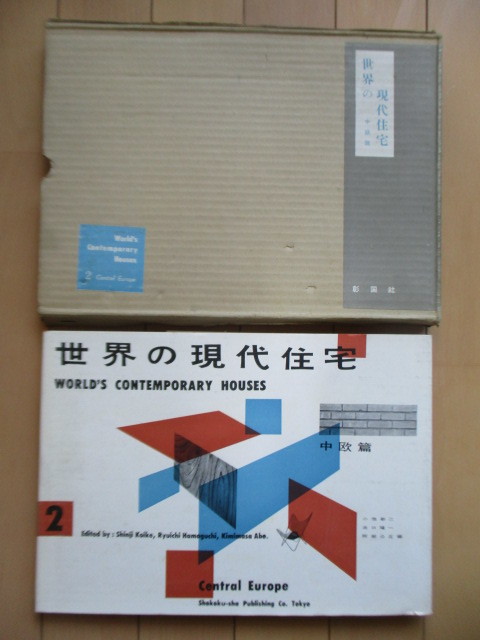 世界の
現代住宅
中欧篇
World's
Contemporary
Houses
2 Central Europe
彰国社
世界の現代住宅
WORLD'S CONTEMPORARY HOUSES
中欧篇
2
Edited by: Shinji Koike, Ryuichi Hamaguchi, Kimimasa Abe.
Central Europe
Shokoku-sha Publishing Co. Tokyo